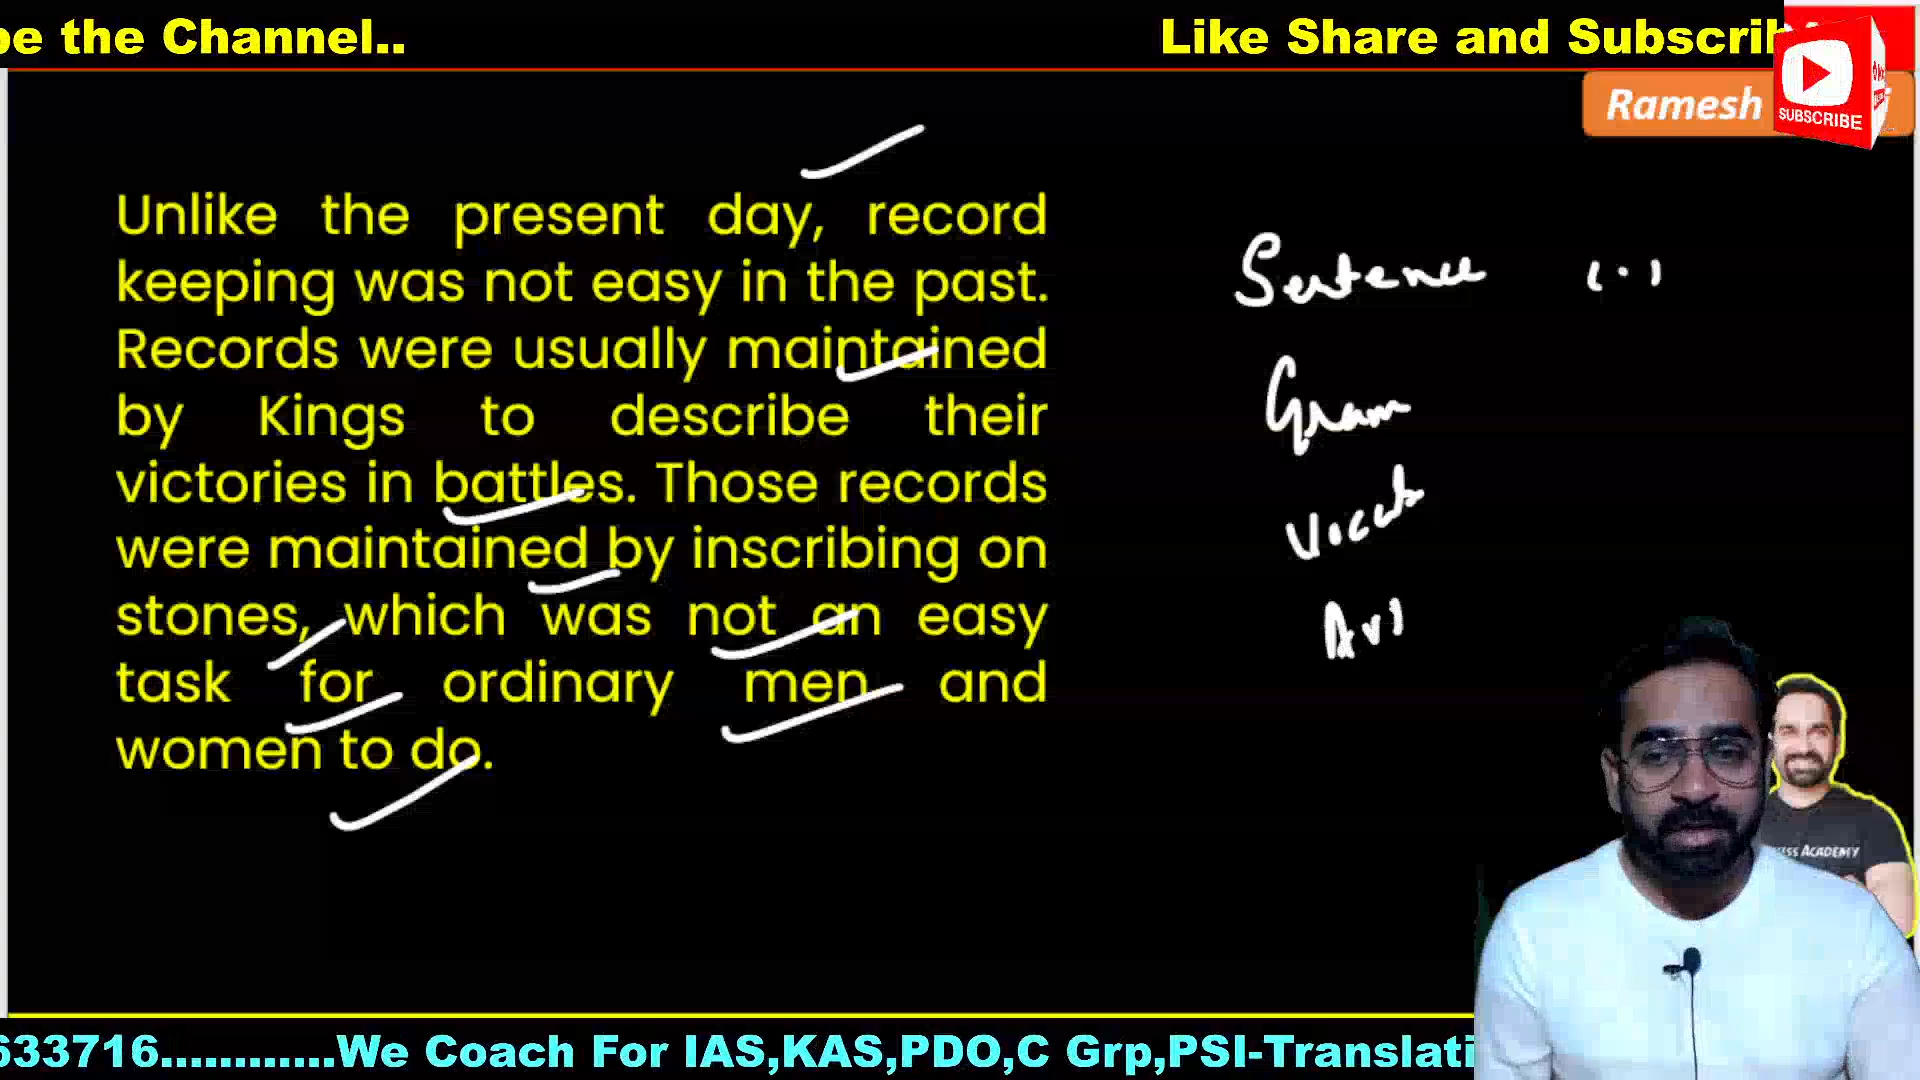 be the Channel..
Like Share and Subscrib
Ramesh
SUBSCRIBE
Unlike the present day, record
keeping was not easy in the past.
Records were usually maintained
by Kings to describe their
victories in battles. Those records
were maintained by inscribing on
stones, which was not an easy
task for ordinary men and
women to do.
Sentence (.)
Gram
Vocab
ACADEMY
633716............We Coach For IAS,KAS,PDO,C Grp,PSI-Translati